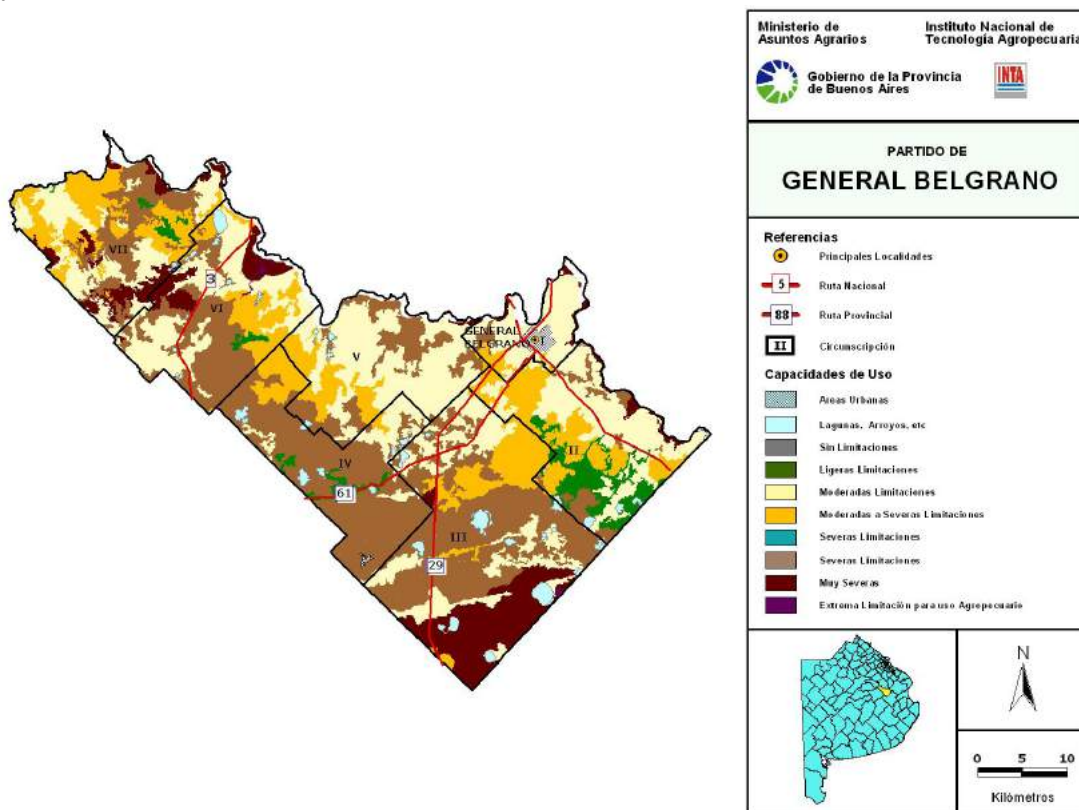 Ministerio de
Asuntos Agrarios
Instituto Nacional de
Tecnología Agropecuaria
Gobierno de la Provincia
de Buenos Aires
INTA
PARTIDO DE
GENERAL BELGRANO
Referencias
Principales Localidades
5 Ruta Nacional
88 Ruta Provincial
II Circunscripción
Capacidades de Uso
Areas Urbanas
Lagunas, Arroyos, etc
Sin Limitaciones
Ligeras Limitaciones
Moderadas Limitaciones
Moderadas a Severas Limitaciones
Severas Limitaciones
Severas Limitaciones
Muy Severas
Extrema Limitación para uso Agropecuario
N
0 5 10
Kilómetros
VII
3
VI
V
GENERAL
BELGRANO
I
II
IV
61
III
29